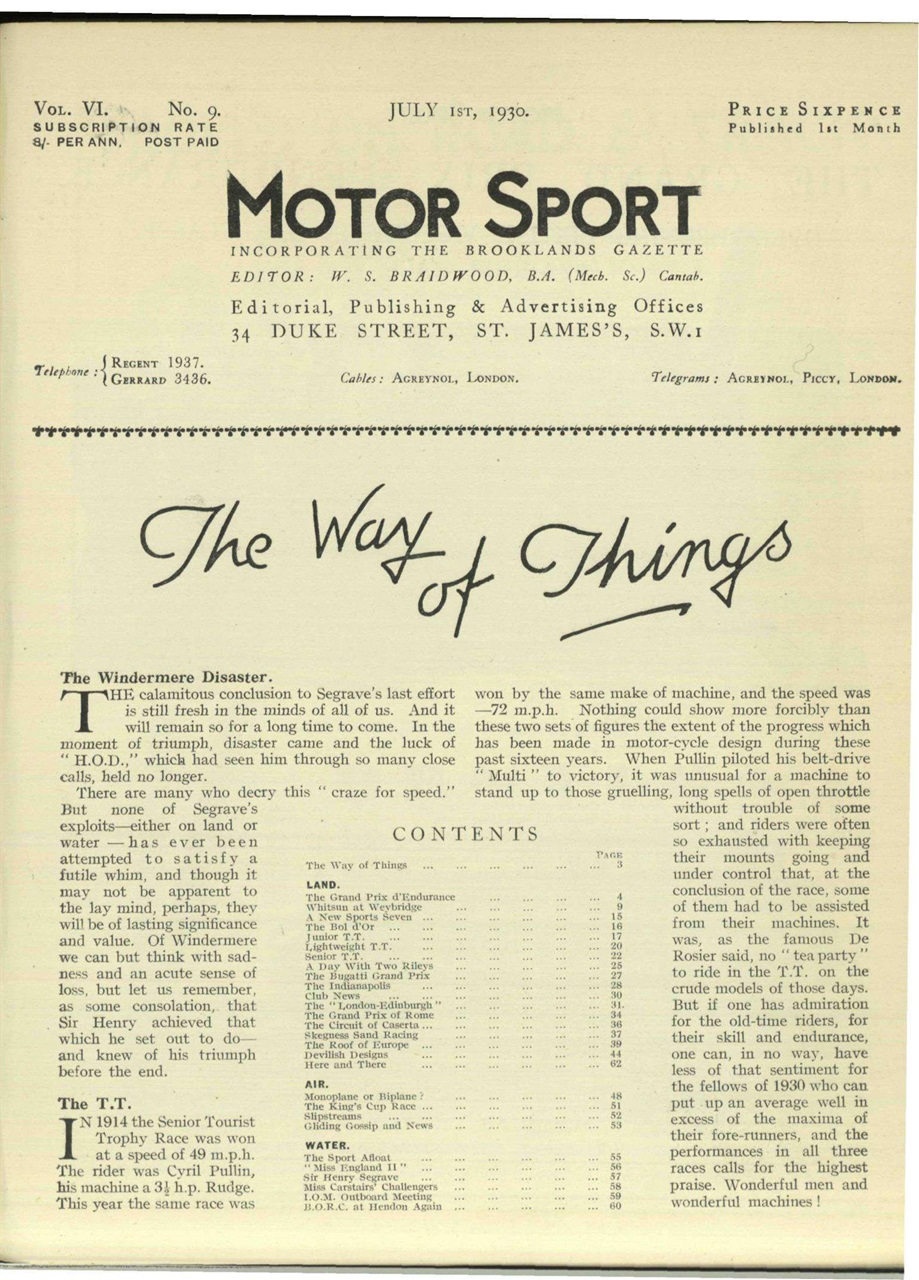 VOL. VI. No. 9.
SUBSCRIPTION RATE
8/- PER ANN, POST PAID
JULY 1ST, 1930.
PRICE SIXPENCE
Published 1st Month
MOTOR SPORT
INCORPORATING THE BROOKLANDS GAZETTE
EDITOR: W. S. BRAIDWOOD, B.A. (Mech. Sc.) Cantab.
Editorial, Publishing & Advertising Offices
34 DUKE STREET, ST. JAMES'S, S.W.1
Telephone: { REGENT 1937.
GERRARD 3436.
Cables: AGREYNOL, LONDON.
Telegrams: AGREYNOL, PICCY, LONDON.
The Way of Things
The Windermere Disaster.
THE calamitous conclusion to Segrave's last effort
is still fresh in the minds of all of us. And it
will remain so for a long time to come. In the
moment of triumph, disaster came and the luck of
" H.O.D.," which had seen him through so many close
calls, held no longer.
There are many who decry this " craze for speed."
But none of Segrave's
exploits—either on land or
water — has ever been
attempted to satisfy a
futile whim, and though it
may not be apparent to
the lay mind, perhaps, they
will be of lasting significance
and value. Of Windermere
we can but think with sad-
ness and an acute sense of
loss, but let us remember,
as some consolation, that
Sir Henry achieved that
which he set out to do—
and knew of his triumph
before the end.
The T.T.
IN 1914 the Senior Tourist
Trophy Race was won
at a speed of 49 m.p.h.
The rider was Cyril Pullin,
his machine a 3½ h.p. Rudge.
This year the same race was
won by the same make of machine, and the speed was
—72 m.p.h. Nothing could show more forcibly than
these two sets of figures the extent of the progress which
has been made in motor-cycle design during these
past sixteen years. When Pullin piloted his belt-drive
" Multi " to victory, it was unusual for a machine to
stand up to those gruelling, long spells of open throttle
without trouble of some
sort ; and riders were often
so exhausted with keeping
their mounts going and
under control that, at the
conclusion of the race, some
of them had to be assisted
from their machines. It
was, as the famous De
Rosier said, no " tea party "
to ride in the T.T. on the
crude models of those days.
But if one has admiration
for the old-time riders, for
their skill and endurance,
one can, in no way, have
less of that sentiment for
the fellows of 1930 who can
put up an average well in
excess of the maxima of
their fore-runners, and the
performances in all three
races calls for the highest
praise. Wonderful men and
wonderful machines !
CONTENTS
PAGE
The Way of Things ... ... ... ... ... ... 3
LAND.
The Grand Prix d'Endurance ... ... ... ... 4
Whitsun at Weybridge ... ... ... ... ... 9
A New Sports Seven ... ... ... ... ... ... 15
The Bol d'Or ... ... ... ... ... ... ... 16
Junior T.T. ... ... ... ... ... ... ... 17
Lightweight T.T. ... ... ... ... ... ... 20
Senior T.T. ... ... ... ... ... ... ... 22
A Day With Two Rileys ... ... ... ... ... 25
The Bugatti Grand Prix ... ... ... ... ... 27
The Indianapolis ... ... ... ... ... ... 28
Club News ... ... ... ... ... ... ... 30
The " London-Edinburgh " ... ... ... ... ... 31.
The Grand Prix of Rome ... ... ... ... ... 34
The Circuit of Caserta ... ... ... ... ... ... 36
Skegness Sand Racing ... ... ... ... ... 37
The Roof of Europe ... ... ... ... ... ... 39
Devilish Designs ... ... ... ... ... ... 44
Here and There ... ... ... ... ... ... 62
AIR.
Monoplane or Biplane ? ... ... ... ... ... 48
The King's Cup Race ... ... ... ... ... ... 51
Slipstreams ... ... ... ... ... ... ... 52
Gliding Gossip and News ... ... ... ... ... 53
WATER.
The Sport Afloat ... ... ... ... ... ... 55
" Miss England II " ... ... ... ... ... ... 56
Sir Henry Segrave ... ... ... ... ... ... 57
Miss Carstairs' Challengers ... ... ... ... ... 58
I.O.M. Outboard Meeting ... ... ... ... ... 59
B.O.R.C. at Hendon Again ... ... ... ... ... 60